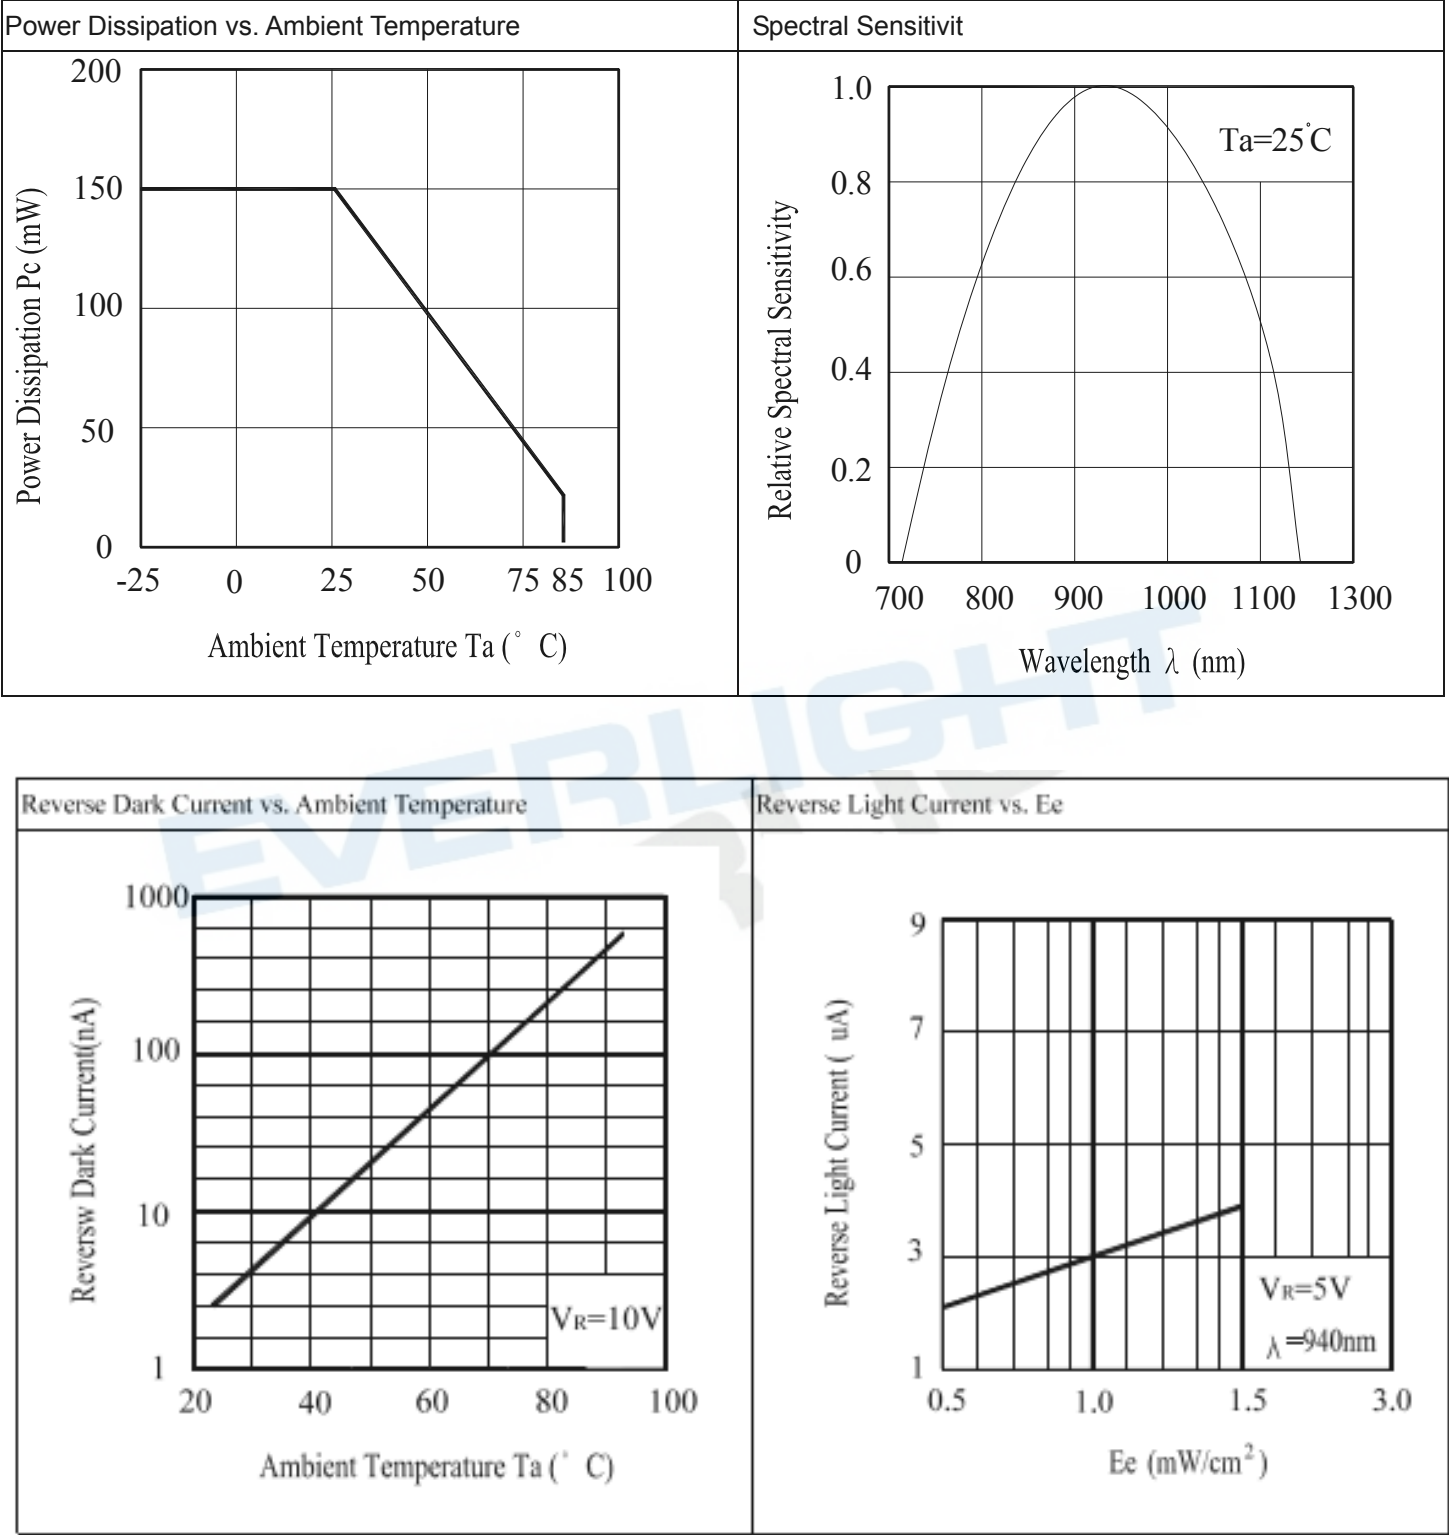 Power Dissipation vs. Ambient Temperature
200
150
100
50
0
-25 0 25 50 75 85 100
Power Dissipation Pc (mW)
Ambient Temperature Ta (° C)
Spectral Sensitivit
1.0
0.8
0.6
0.4
0.2
0
Ta=25°C
700 800 900 1000 1100 1300
Relative Spectral Sensitivity
Wavelength λ (nm)
EVERLIGHT
Reverse Dark Current vs. Ambient Temperature
1000
100
10
1
VR=10V
20 40 60 80 100
Reversw Dark Current(nA)
Ambient Temperature Ta (° C)
Reverse Light Current vs. Ee
9
7
5
3
1
VR=5V
λ=940nm
0.5 1.0 1.5 3.0
Reverse Light Current ( uA)
Ee (mW/cm²)